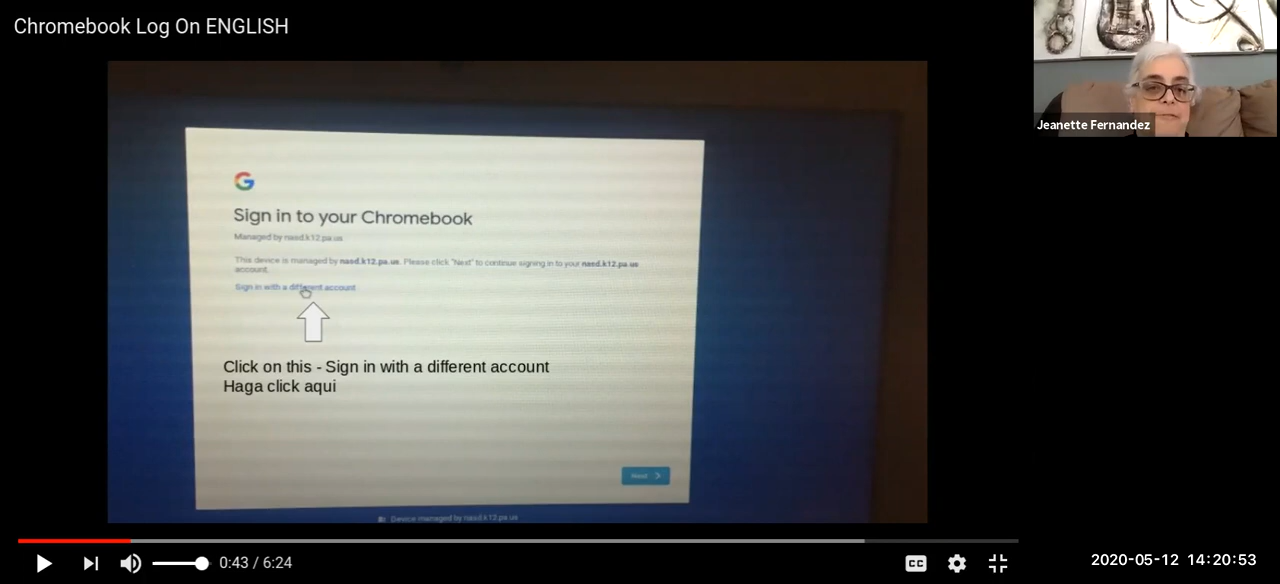 Chromebook Log On ENGLISH
Jeanette Fernandez
Sign in to your Chromebook
Managed by nasd.k12.pa.us
This device is managed by nasd.k12.pa.us. Please click "Next" to continue signing in to your nasd.k12.pa.us
account.
Sign in with a different account
Click on this - Sign in with a different account
Haga click aqui
Next
Device managed by nasd.k12.pa.us
0:43 / 6:24
CC
2020-05-12 14:20:53